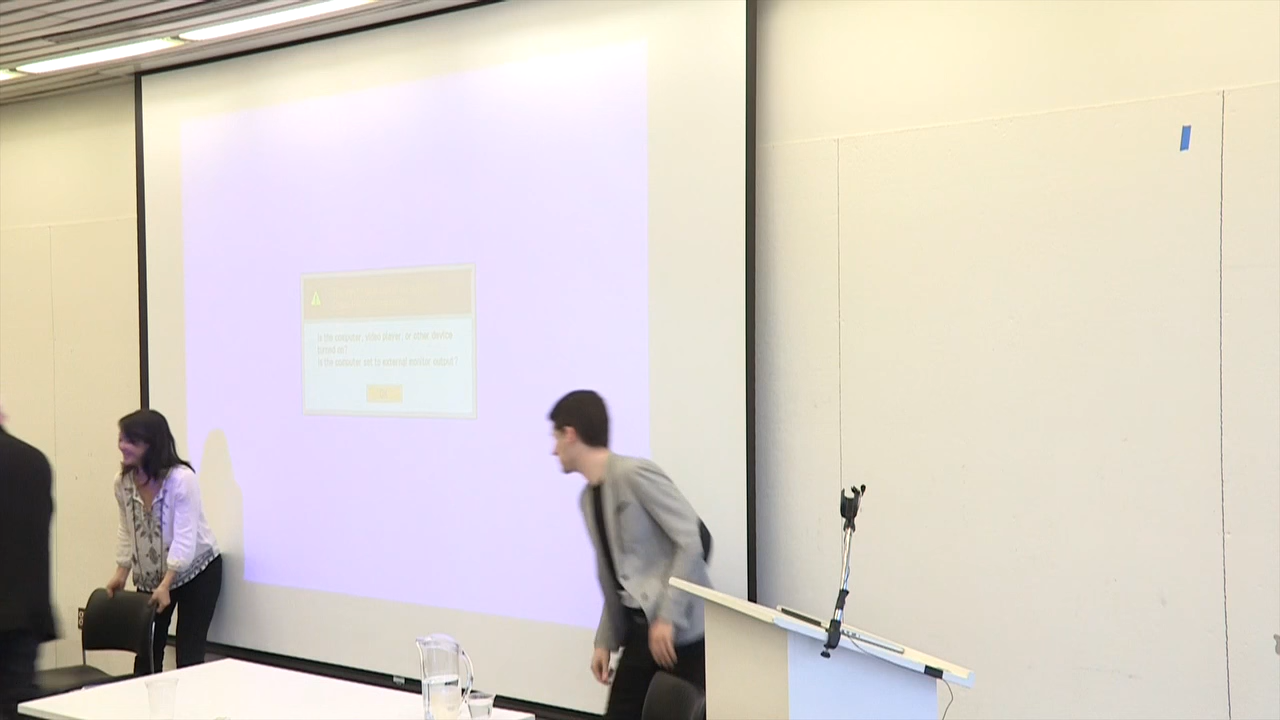 Is the computer, video player, or other device
turned on?
Is the computer set to external monitor output?